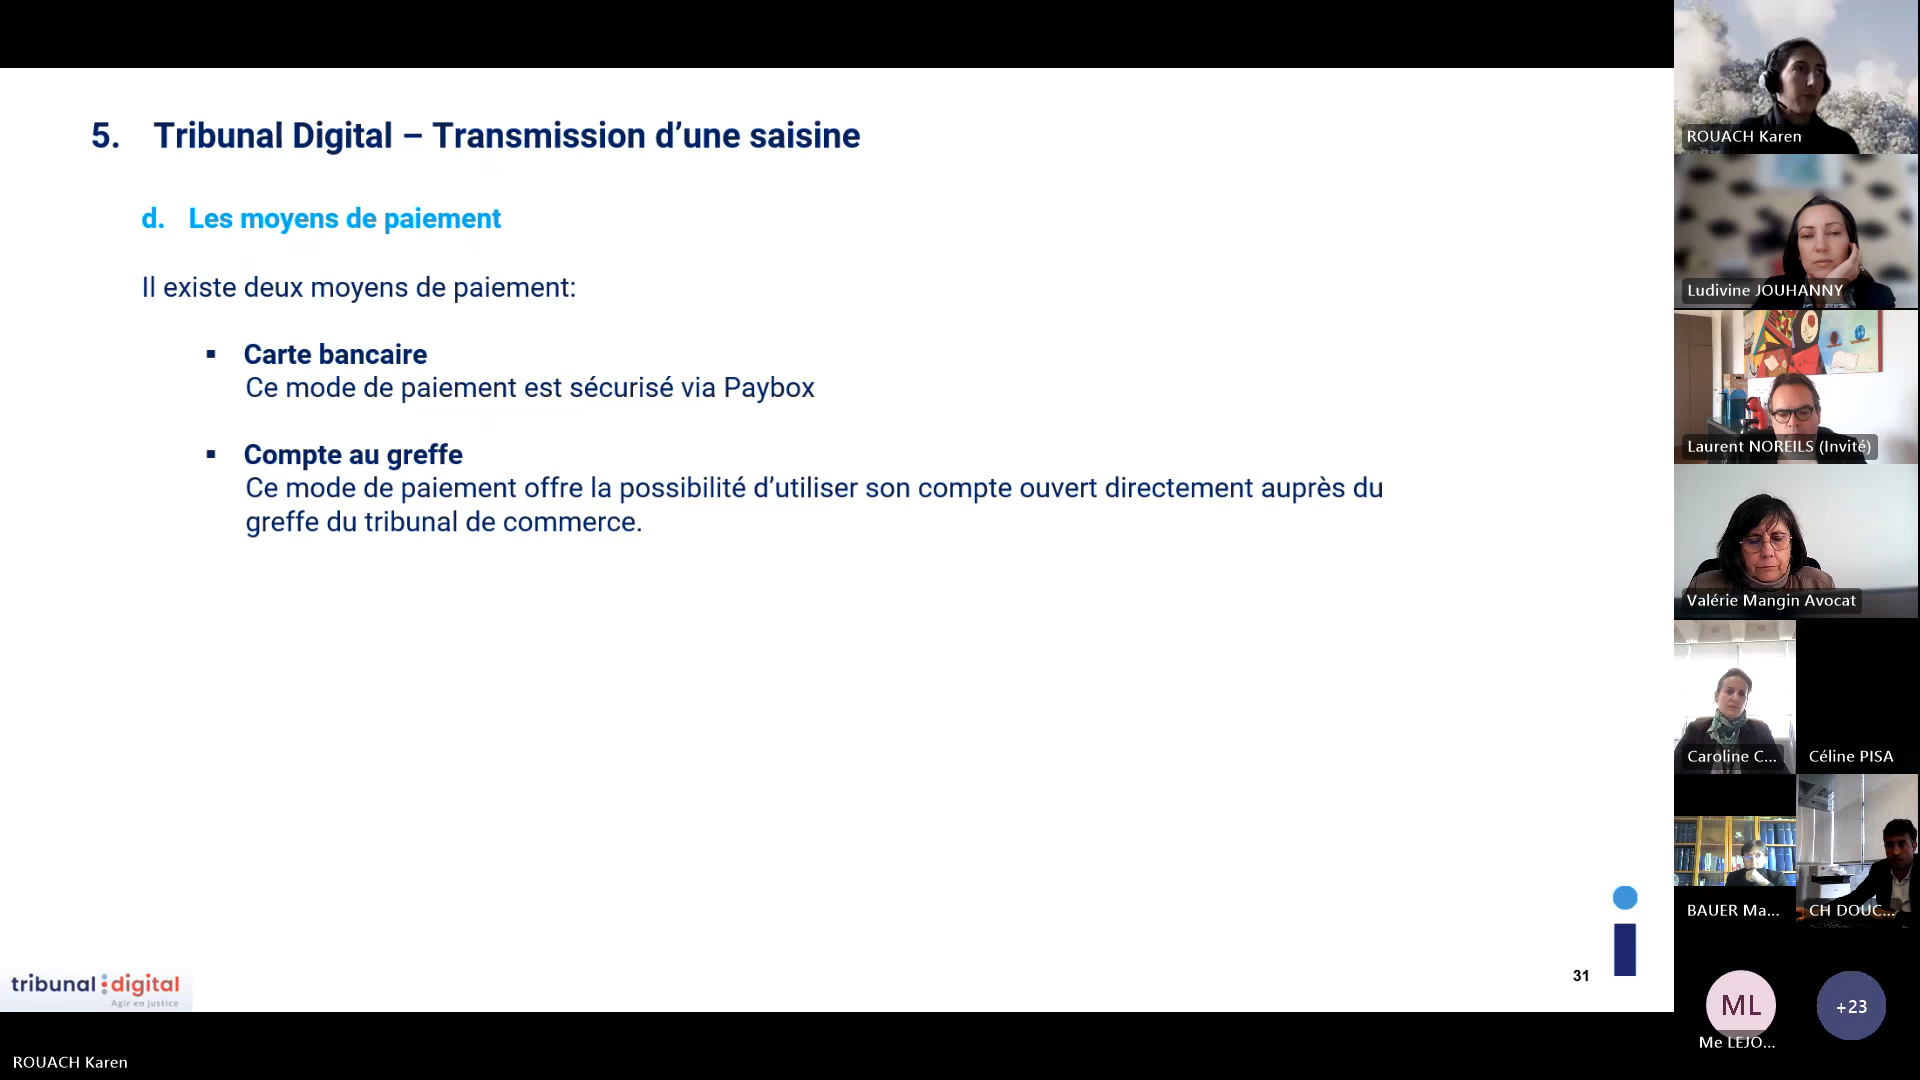 5. Tribunal Digital – Transmission d’une saisine
d. Les moyens de paiement
Il existe deux moyens de paiement:
▪ Carte bancaire
Ce mode de paiement est sécurisé via Paybox
▪ Compte au greffe
Ce mode de paiement offre la possibilité d’utiliser son compte ouvert directement auprès du
greffe du tribunal de commerce.
tribunal:digital
Agir en justice
31
ROUACH Karen
ROUACH Karen
Ludivine JOUHANNY
Laurent NOREILS (Invité)
Valérie Mangin Avocat
Caroline C...
Céline PISA
BAUER Ma...
CH DOUC...
ML
+23
Me LEJO...